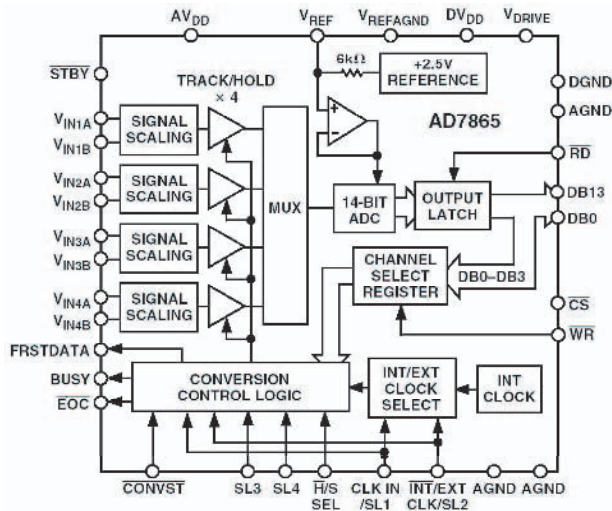 AVDD VREF VREFAGND DVDD VDRIVE
STBY
6kΩ
+2.5V
REFERENCE
TRACK/HOLD
× 4
DGND
AGND
AD7865
VIN1A
VIN1B
SIGNAL
SCALING
RD
VIN2A
VIN2B
SIGNAL
SCALING
MUX
14-BIT
ADC
OUTPUT
LATCH
DB13
DB0
VIN3A
VIN3B
SIGNAL
SCALING
CHANNEL
SELECT
REGISTER
DB0–DB3
VIN4A
VIN4B
SIGNAL
SCALING
CS
WR
FRSTDATA
BUSY
EOC
CONVERSION
CONTROL LOGIC
INT/EXT
CLOCK
SELECT
INT
CLOCK
CONVST SL3 SL4 H/S
SEL
CLK IN
/SL1
INT/EXT
CLK/SL2
AGND AGND